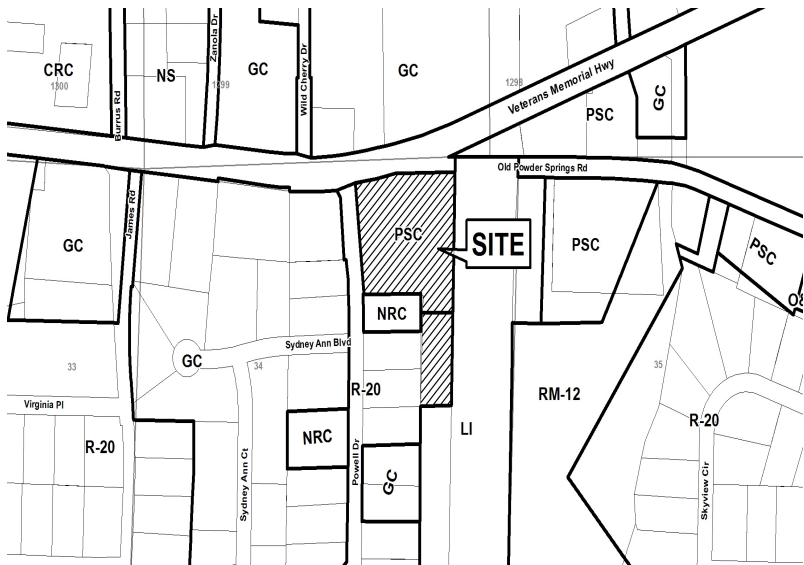 Zanola Dr
Burrus Rd
Wild Cherry Dr
CRC
1300
NS
1299
GC
GC
1298
Veterans Memorial Hwy
PSC
GC
Old Powder Springs Rd
James Rd
GC
PSC
SITE
PSC
PSC
NRC
Sydney Ann Blvd
GC
33
34
35
Virginia Pl
R-20
RM-12
R-20
NRC
LI
R-20
Sydney Ann Ct
Powell Dr
GC
Skyview Cir